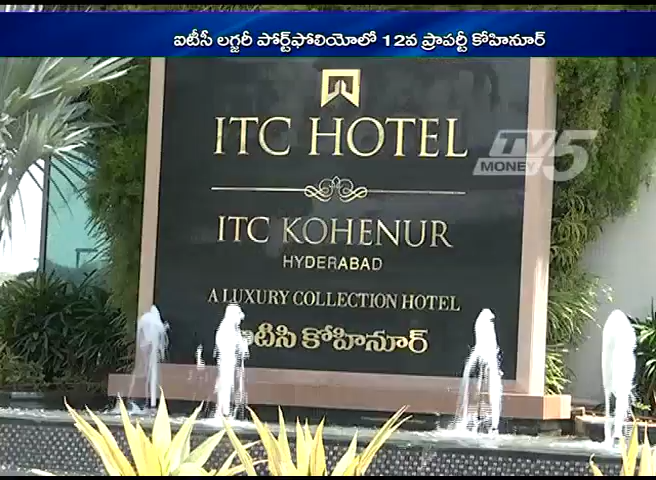 ఐటీసీ లగ్జరీ పోర్ట్‌ఫోలియోలో 12వ ప్రాపర్టీ కోహినూర్
ITC HOTEL
TV5
MONEY
ITC KOHENUR
HYDERABAD
A LUXURY COLLECTION HOTEL
ఐటిసి కోహినూర్